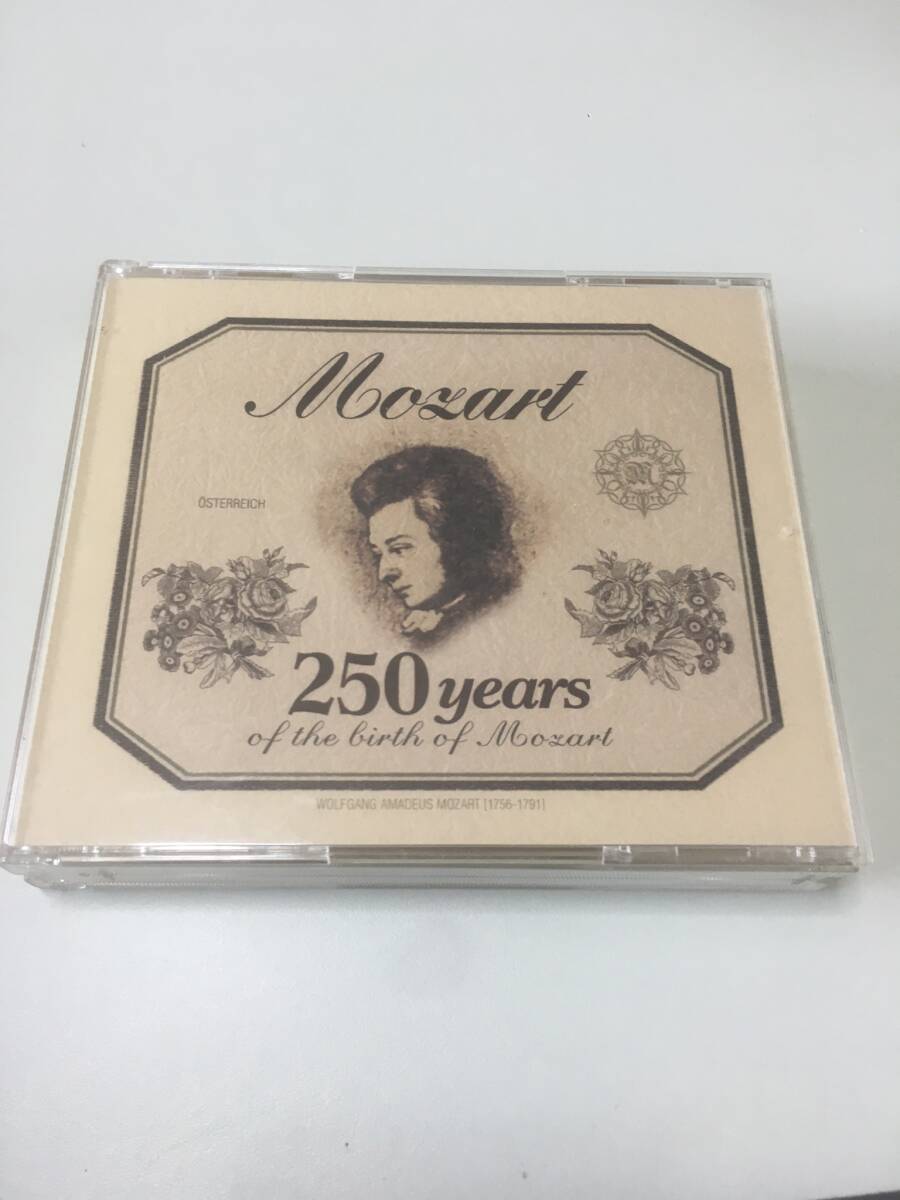 Mozart
ÖSTERREICH
M
250 years
of the birth of Mozart
WOLFGANG AMADEUS MOZART [1756-1791]